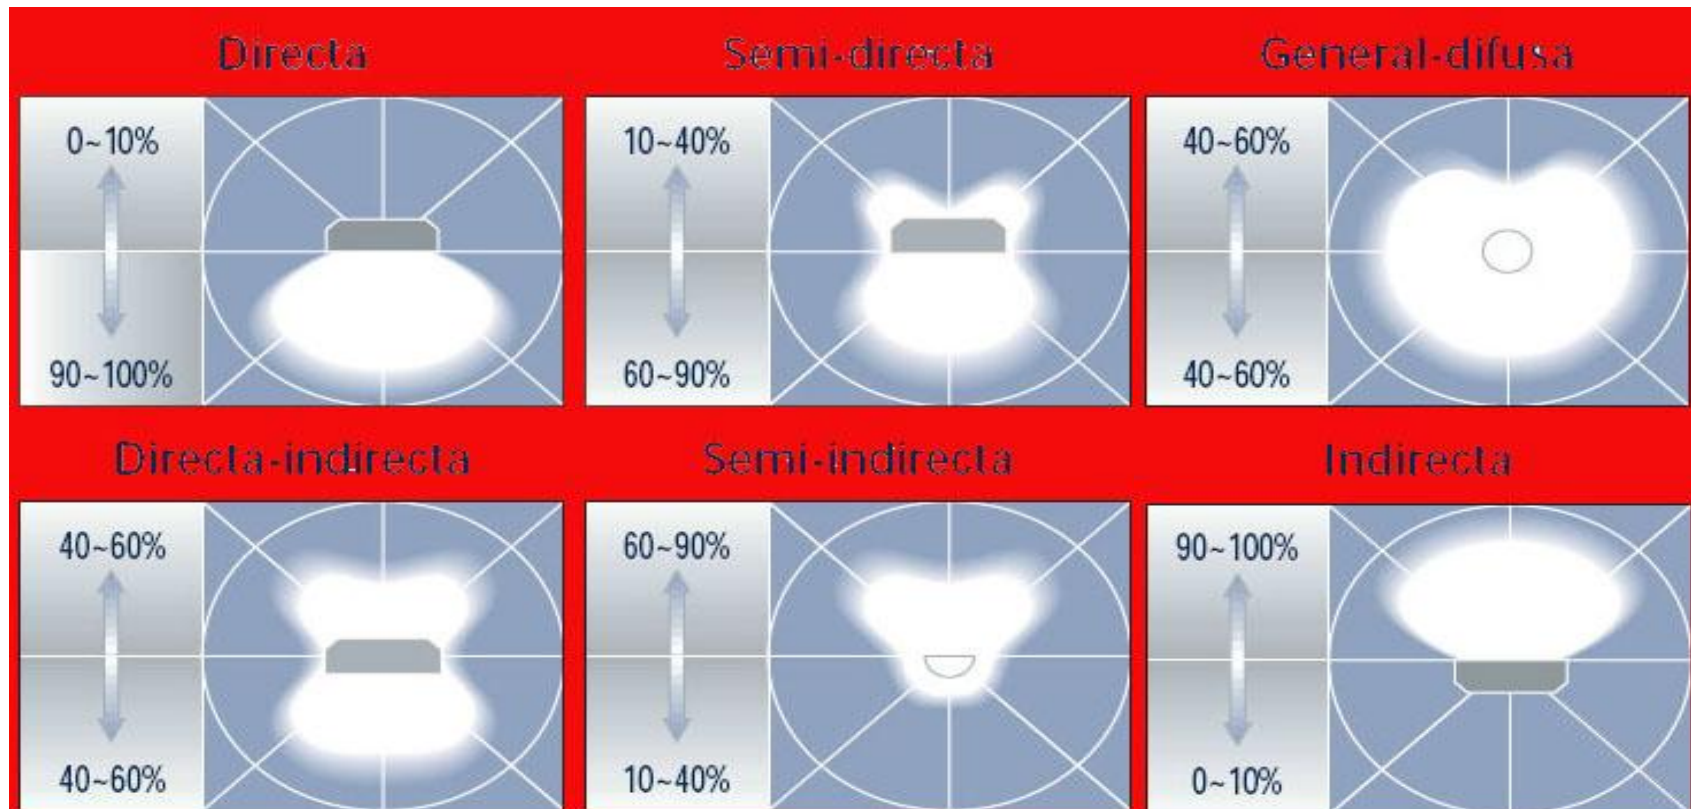 Directa
Semi-directa
General-difusa
0~10%
10~40%
40~60%
90~100%
60~90%
40~60%
Directa-indirecta
Semi-indirecta
Indirecta
40~60%
60~90%
90~100%
40~60%
10~40%
0~10%